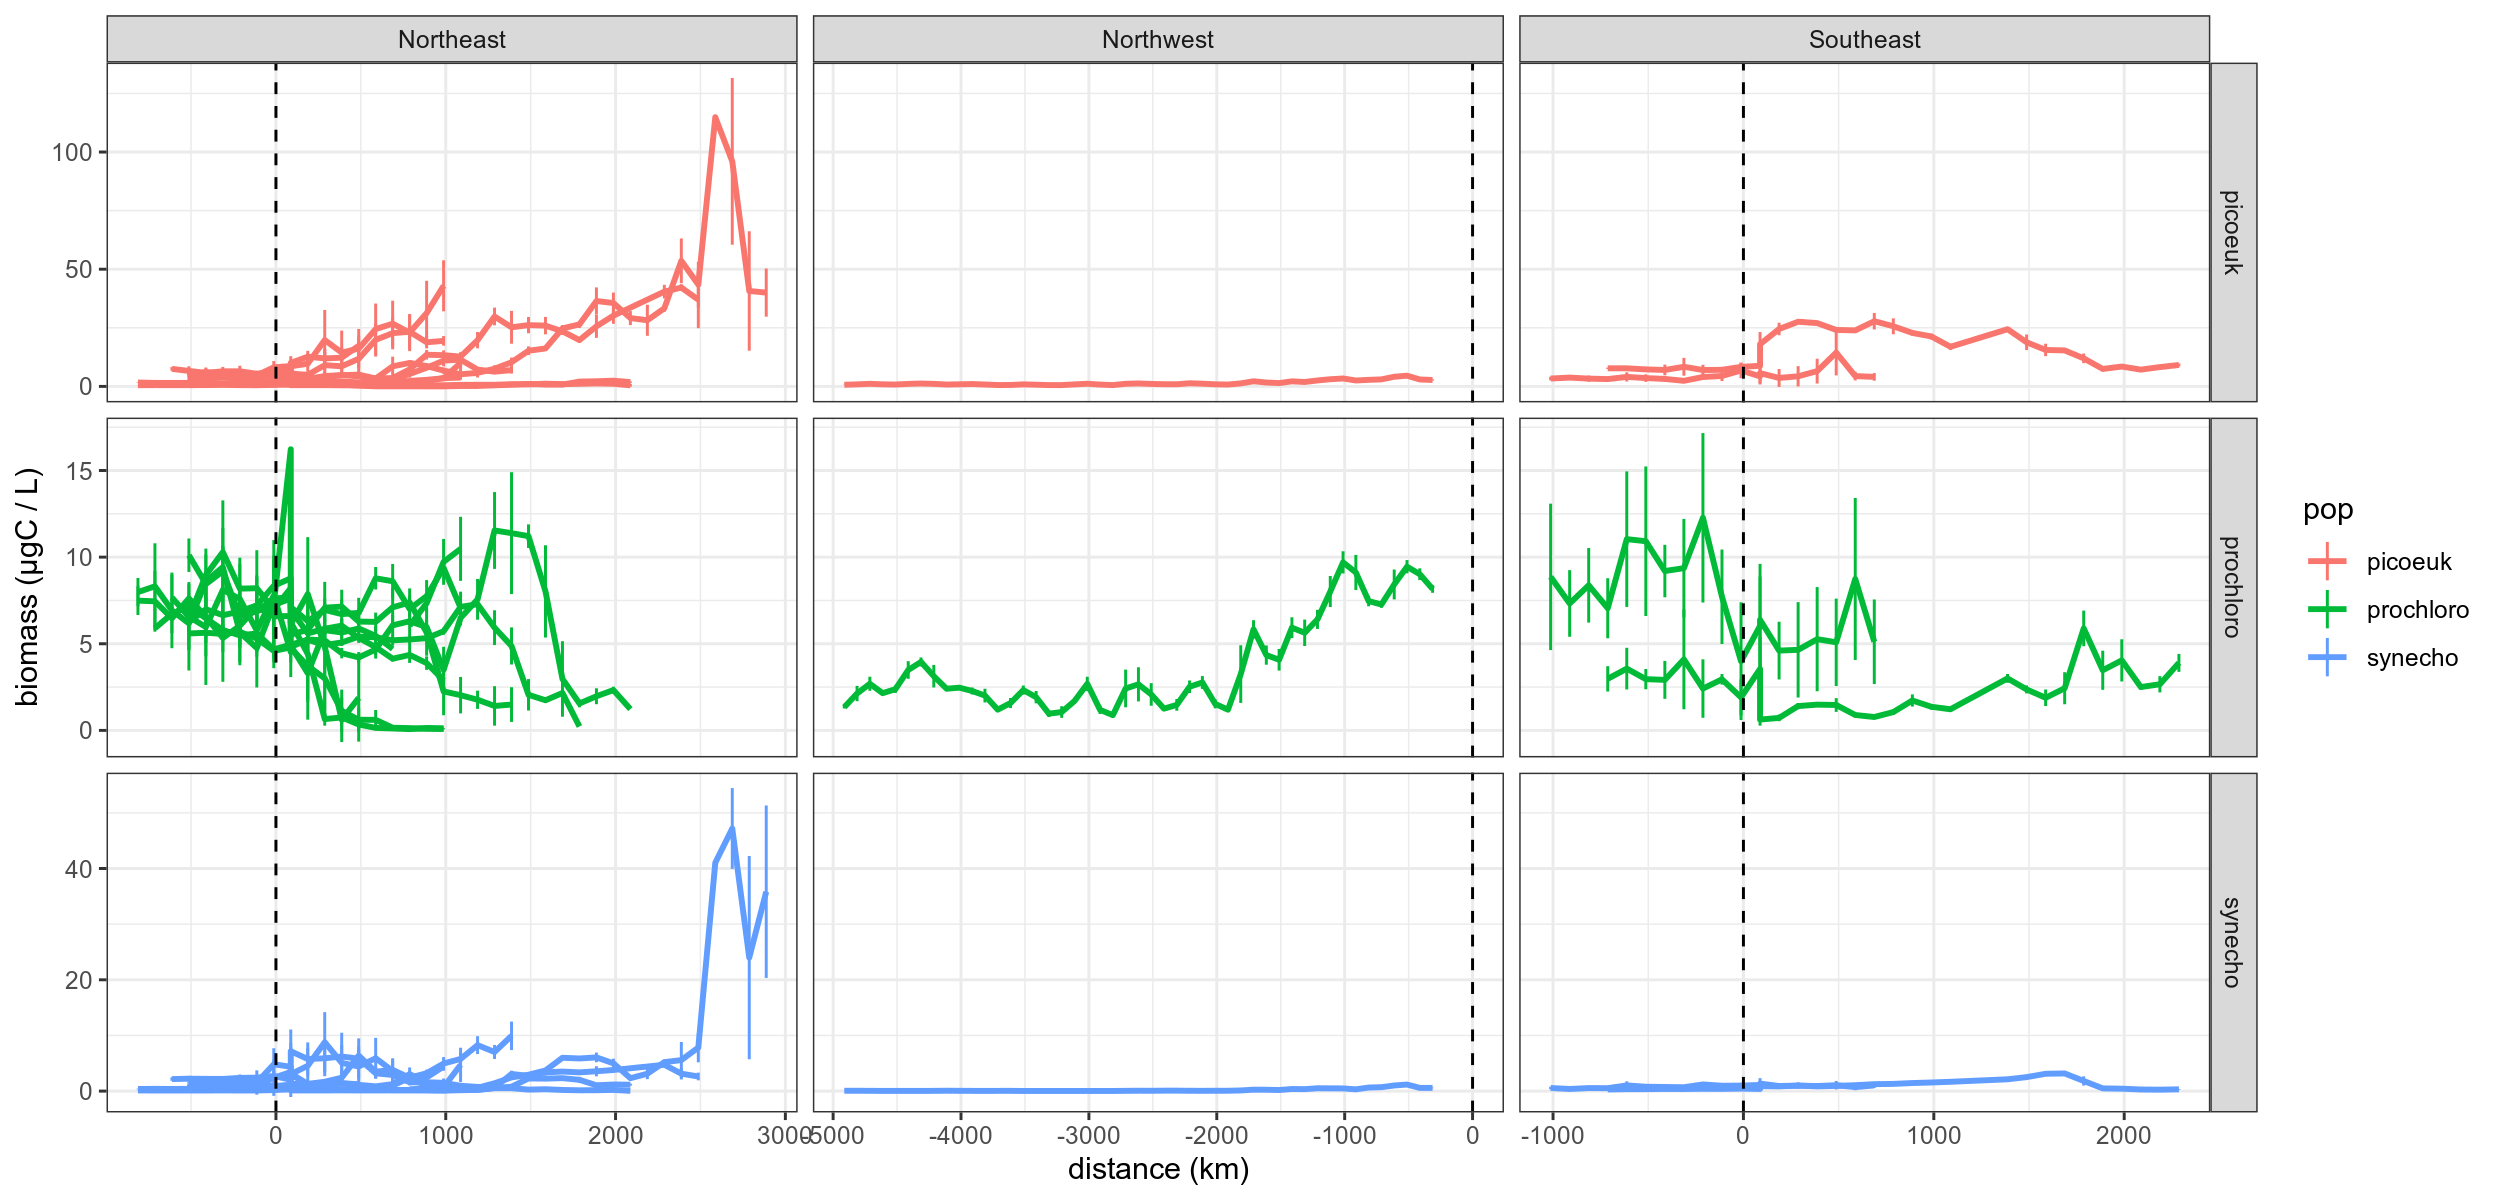 Northeast
Northwest
Southeast
100
50
0
picoeuk
15
10
5
0
prochloro
40
20
0
synecho
0
1000
2000
3000
-5000
-4000
-3000
-2000
-1000
0
-1000
0
1000
2000
distance (km)
biomass (µgC / L)
pop
picoeuk
prochloro
synecho